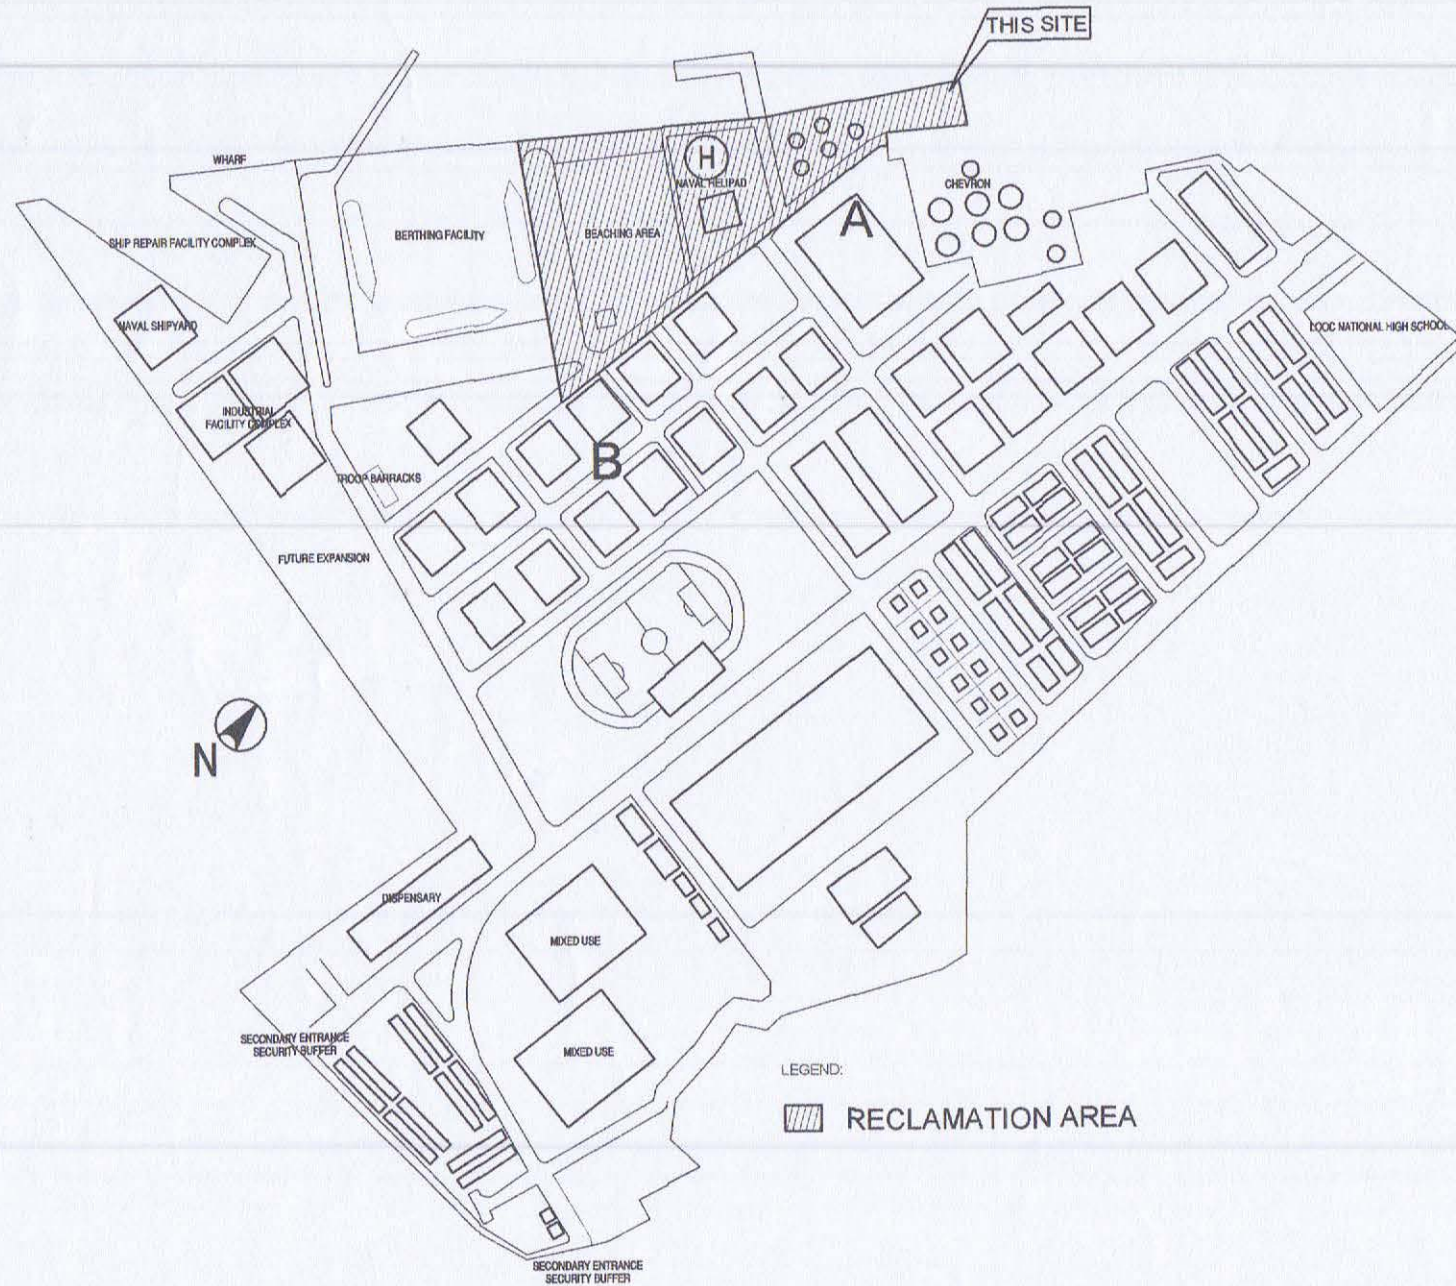 THIS SITE
WHARF
H
NAVAL HELIPAD
CHEVRON
SHIP REPAIR FACILITY COMPLEX
BERTHING FACILITY
BEACHING AREA
A
NAVAL SHIPYARD
LOOC NATIONAL HIGH SCHOOL
INDUSTRIAL
FACILITY COMPLEX
B
TROOP BARRACKS
FUTURE EXPANSION
N
DISPENSARY
MIXED USE
SECONDARY ENTRANCE
SECURITY BUFFER
MIXED USE
LEGEND:
RECLAMATION AREA
SECONDARY ENTRANCE
SECURITY BUFFER